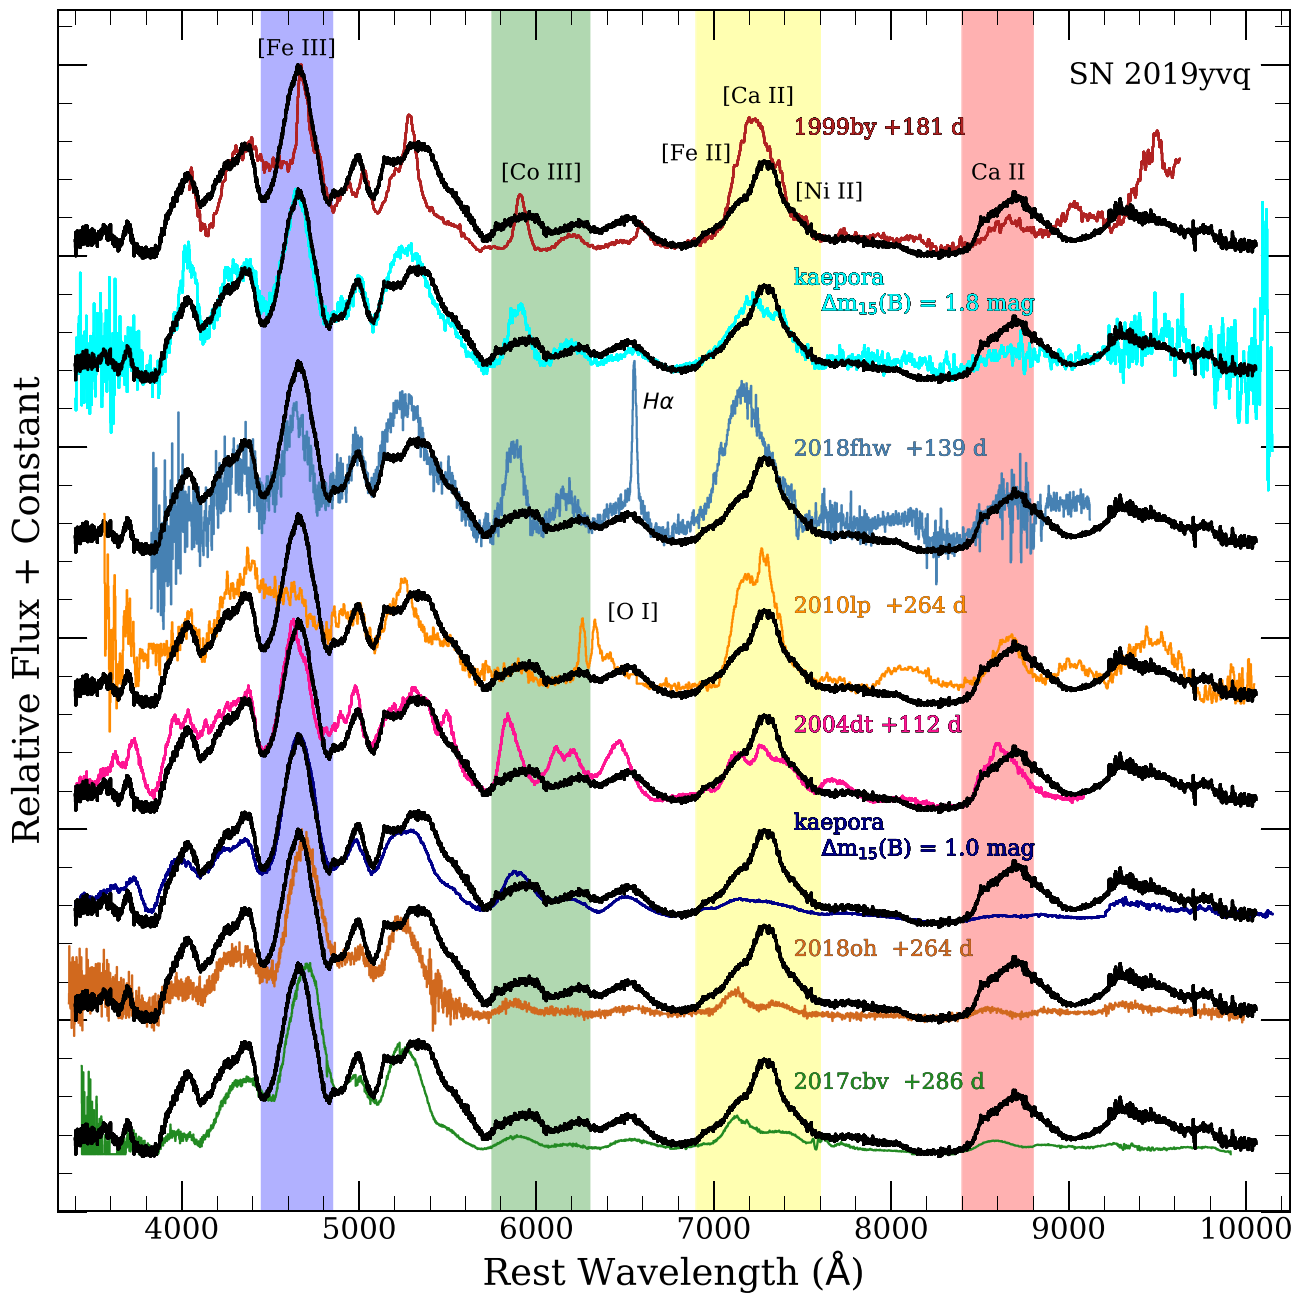 [Fe III]
SN 2019yvq
[Ca II]
1999by +181 d
[Fe II]
[Co III]
[Ni II]
Ca II
kaepora
Δm₁₅(B) = 1.8 mag
Hα
2018fhw +139 d
2010lp +264 d
[O I]
2004dt +112 d
kaepora
Δm₁₅(B) = 1.0 mag
2018oh +264 d
2017cbv +286 d
Relative Flux + Constant
4000 5000 6000 7000 8000 9000 10000
Rest Wavelength (Å)